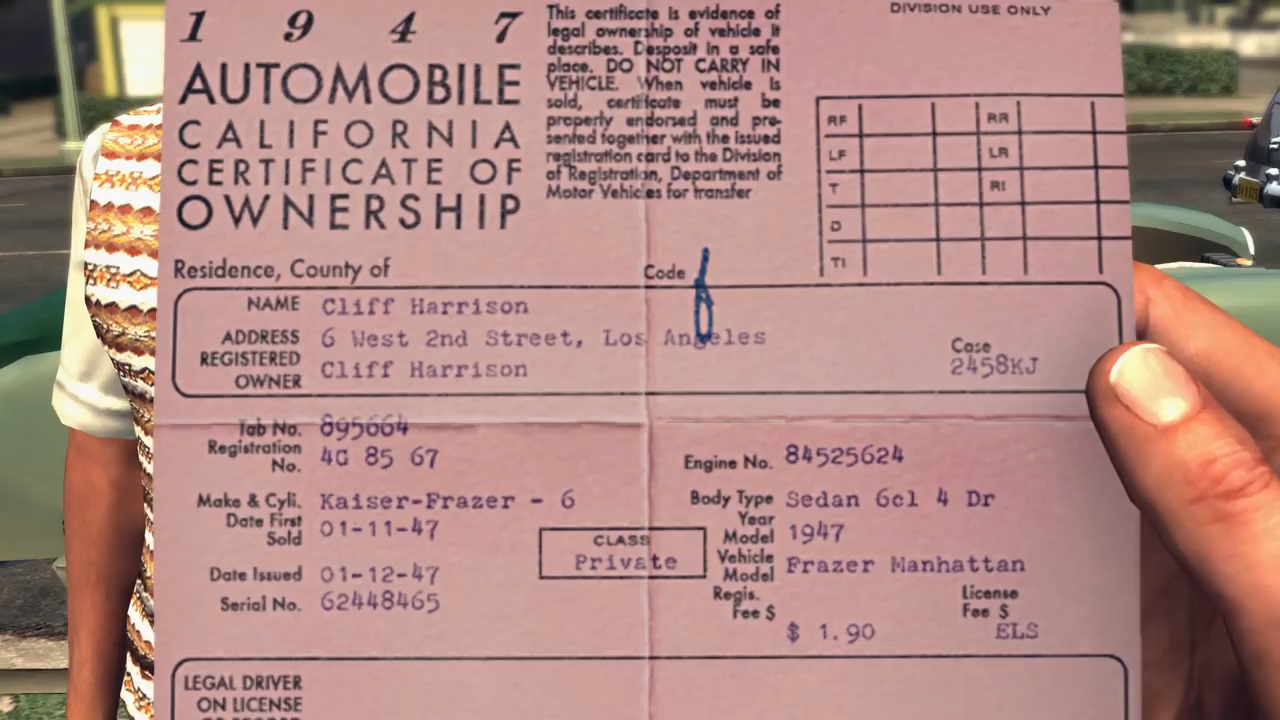 1 9 4 7
AUTOMOBILE
CALIFORNIA
CERTIFICATE OF
OWNERSHIP
This certificate is evidence of
legal ownership of vehicle it
describes. Desposit in a safe
place. DO NOT CARRY IN
VEHICLE. When vehicle is
sold, certificate must be
properly endorsed and pre-
sented together with the issued
registration card to the Division
of Registration, Department of
Motor Vehicles for transfer
DIVISION USE ONLY
RF RR
LF LR
T RI
D
TI
Residence, County of
Code
NAME Cliff Harrison
ADDRESS 6 West 2nd Street, Los Angeles
REGISTERED
OWNER Cliff Harrison
Case
2458KJ
Tab No. 895664
Registration
No. 4G 85 67
Engine No. 84525624
Make & Cyli. Kaiser-Frazer - 6
Body Type Sedan 6cl 4 Dr
Date First
Sold 01-11-47
Year
Model 1947
CLASS
Private
Vehicle
Model Frazer Manhattan
Date Issued 01-12-47
Serial No. 62448465
Regis.
Fee $
$ 1.90
License
Fee $
ELS
LEGAL DRIVER
ON LICENSE